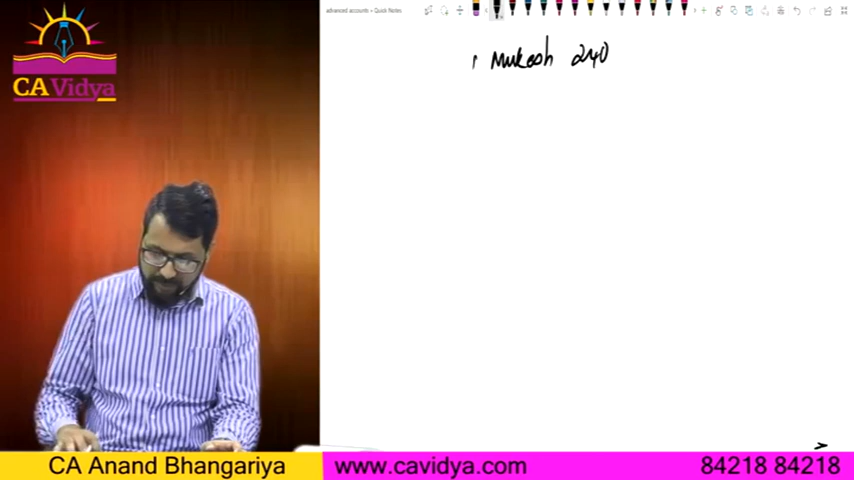 advanced accounts • Quick Notes
1 Mukesh 240
CA Vidya
CA Anand Bhangariya
www.cavidya.com
84218 84218